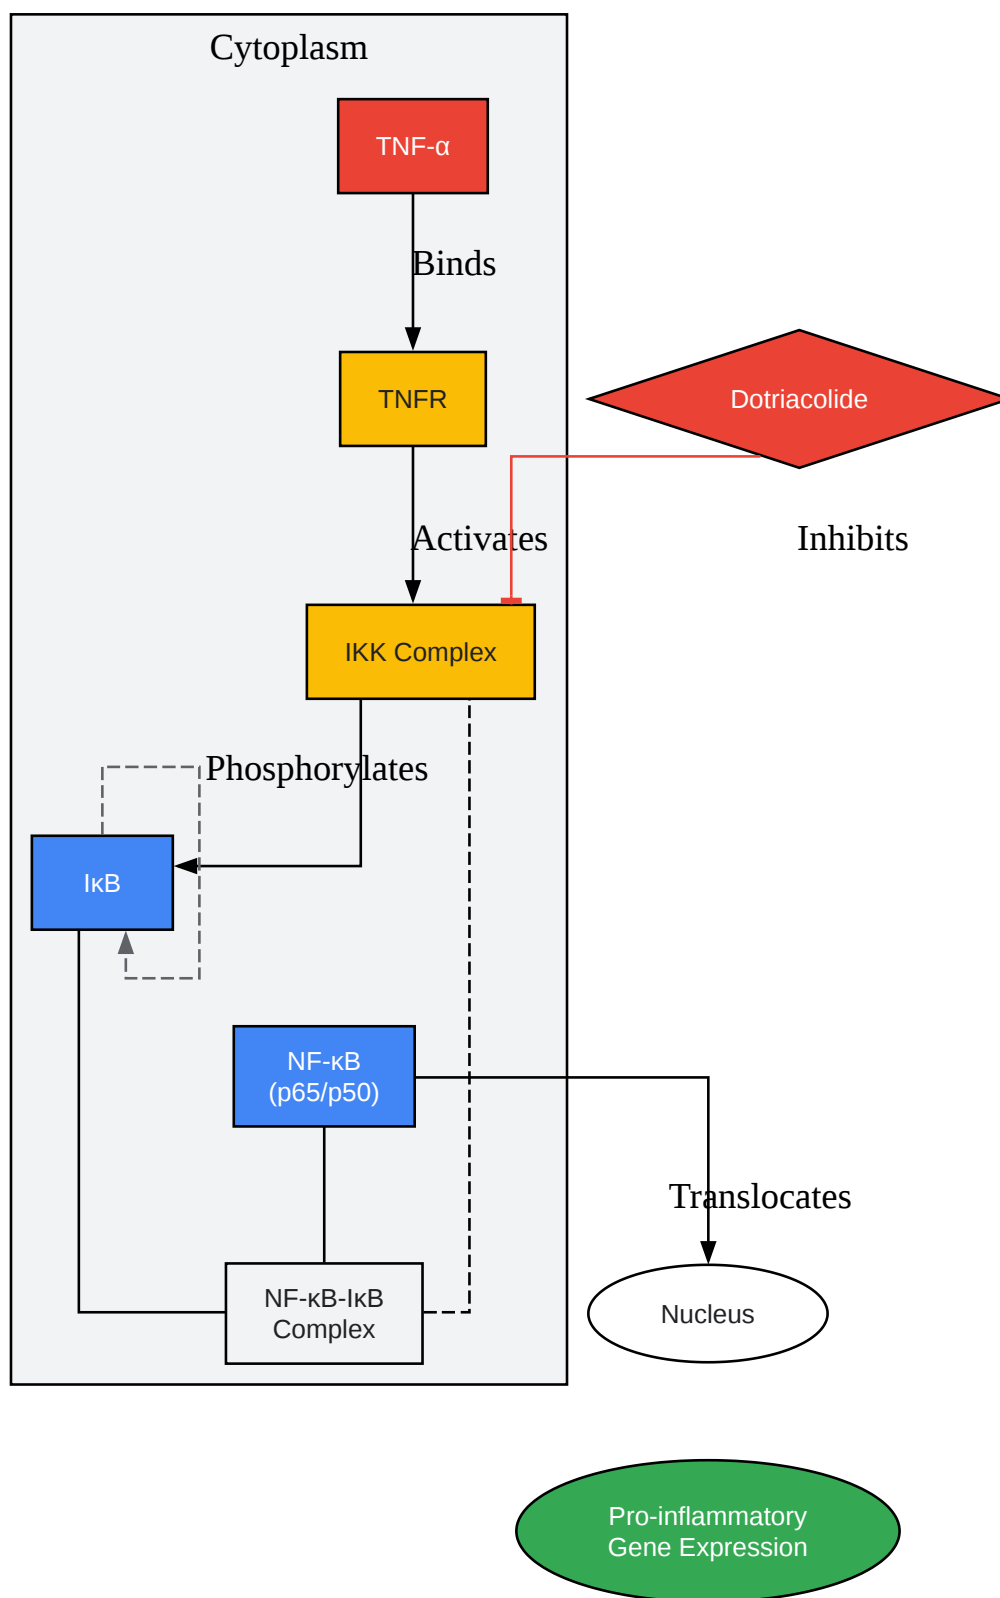 Cytoplasm
TNF-α
Binds
TNFR
Dotriacolide
Activates
Inhibits
IKK Complex
Phosphorylates
IκB
NF-κB
(p65/p50)
Translocates
NF-κB-IκB
Complex
Nucleus
Pro-inflammatory
Gene Expression